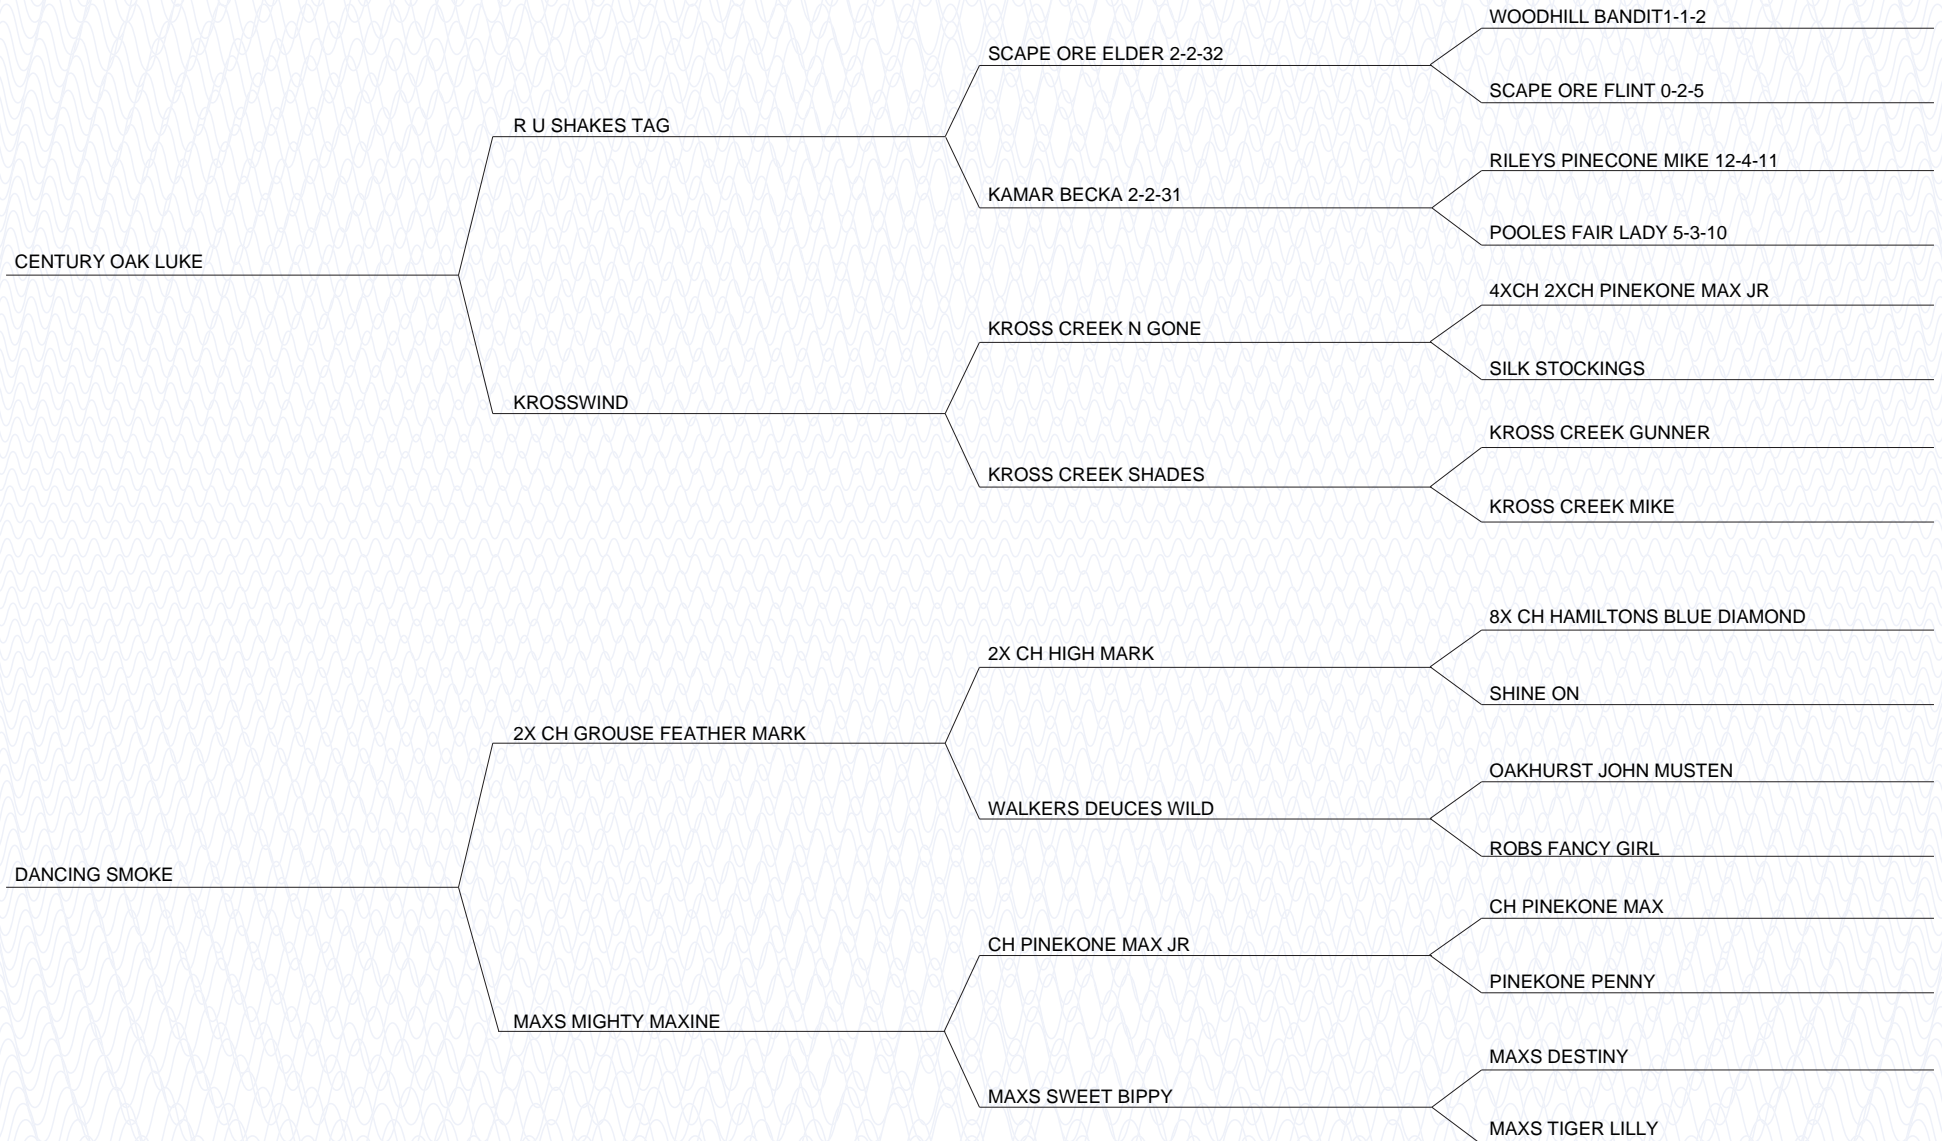 WOODHILL BANDIT1-1-2
SCAPE ORE ELDER 2-2-32
SCAPE ORE FLINT 0-2-5
R U SHAKES TAG
RILEYS PINECONE MIKE 12-4-11
KAMAR BECKA 2-2-31
POOLES FAIR LADY 5-3-10
CENTURY OAK LUKE
4XCH 2XCH PINEKONE MAX JR
KROSS CREEK N GONE
SILK STOCKINGS
KROSSWIND
KROSS CREEK GUNNER
KROSS CREEK SHADES
KROSS CREEK MIKE
8X CH HAMILTONS BLUE DIAMOND
2X CH HIGH MARK
SHINE ON
2X CH GROUSE FEATHER MARK
OAKHURST JOHN MUSTEN
WALKERS DEUCES WILD
ROBS FANCY GIRL
DANCING SMOKE
CH PINEKONE MAX
CH PINEKONE MAX JR
PINEKONE PENNY
MAXS MIGHTY MAXINE
MAXS DESTINY
MAXS SWEET BIPPY
MAXS TIGER LILLY